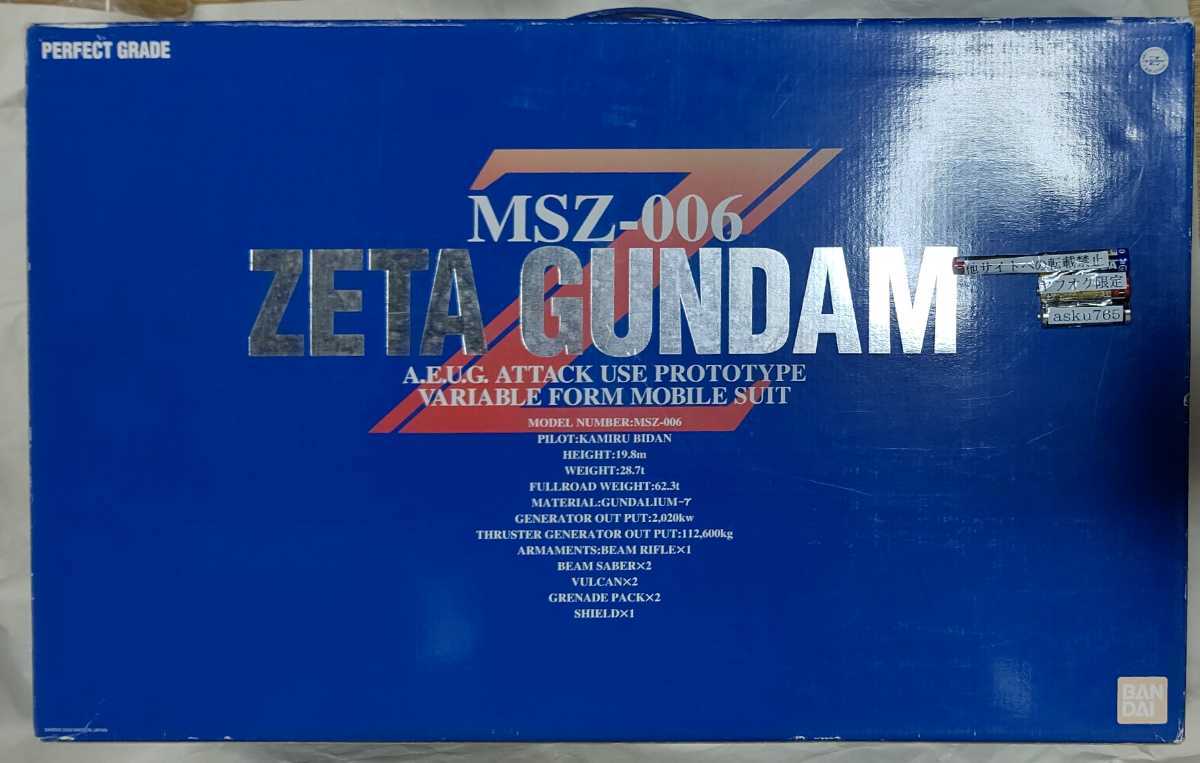 PERFECT GRADE
MSZ-006
ZETA GUNDAM
A.E.U.G. ATTACK USE PROTOTYPE
VARIABLE FORM MOBILE SUIT
MODEL NUMBER:MSZ-006
PILOT:KAMIRU BIDAN
HEIGHT:19.8m
WEIGHT:28.7t
FULLROAD WEIGHT:62.3t
MATERIAL:GUNDALIUM-γ
GENERATOR OUT PUT:2,020kw
THRUSTER GENERATOR OUT PUT:112,600kg
ARMAMENTS:BEAM RIFLE×1
BEAM SABER×2
VULCAN×2
GRENADE PACK×2
SHIELD×1
他サイトへの転載禁止
ヤフオク限定
asku765
BAN
DAI